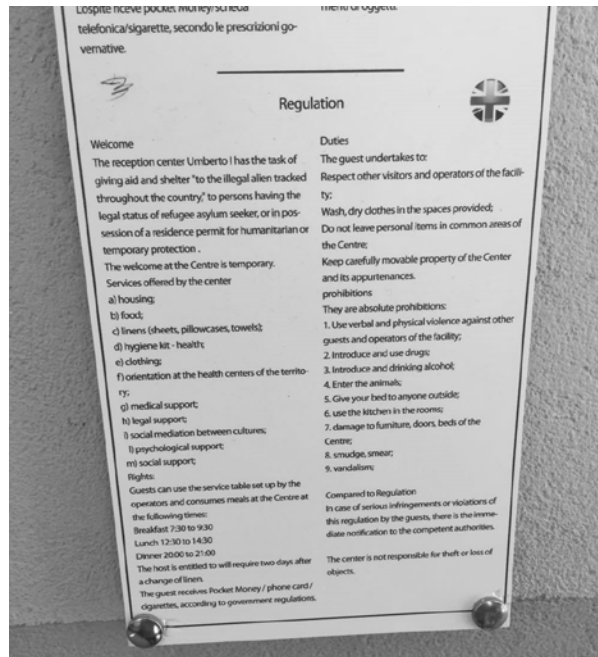 L'ospite riceve Pocket Money/scheda
telefonica/sigarette, secondo le prescrizioni go-
vernative.
mento di oggetti.
Regulation
Welcome
The reception center Umberto I has the task of
giving aid and shelter "to the illegal alien tracked
throughout the country," to persons having the
legal status of refugee asylum seeker, or in pos-
session of a residence permit for humanitarian or
temporary protection .
The welcome at the Centre is temporary.
Services offered by the center
a) housing;
b) food;
c) linens (sheets, pillowcases, towels);
d) hygiene kit - health;
e) clothing;
f) orientation at the health centers of the territo-
ry;
g) medical support;
h) legal support;
i) social mediation between cultures;
l) psychological support;
m) social support;
Rights:
Guests can use the service table set up by the
operators and consumes meals at the Centre at
the following times:
Breakfast 7:30 to 9:30
Lunch 12:30 to 14:30
Dinner 20:00 to 21:00
The host is entitled to will require two days after
a change of linen.
The guest receives Pocket Money / phone card /
cigarettes, according to government regulations.
Duties
The guest undertakes to:
Respect other visitors and operators of the facili-
ty;
Wash, dry clothes in the spaces provided;
Do not leave personal items in common areas of
the Centre;
Keep carefully movable property of the Center
and its appurtenances.
prohibitions
They are absolute prohibitions:
1. Use verbal and physical violence against other
guests and operators of the facility;
2. Introduce and use drugs;
3. Introduce and drinking alcohol;
4. Enter the animals;
5. Give your bed to anyone outside;
6. use the kitchen in the rooms;
7. damage to furniture, doors, beds of the
Centre;
8. smudge, smear;
9. vandalism;
Compared to Regulation
In case of serious infringements or violations of
this regulation by the guests, there is the imme-
diate notification to the competent authorities.
The center is not responsible for theft or loss of
objects.